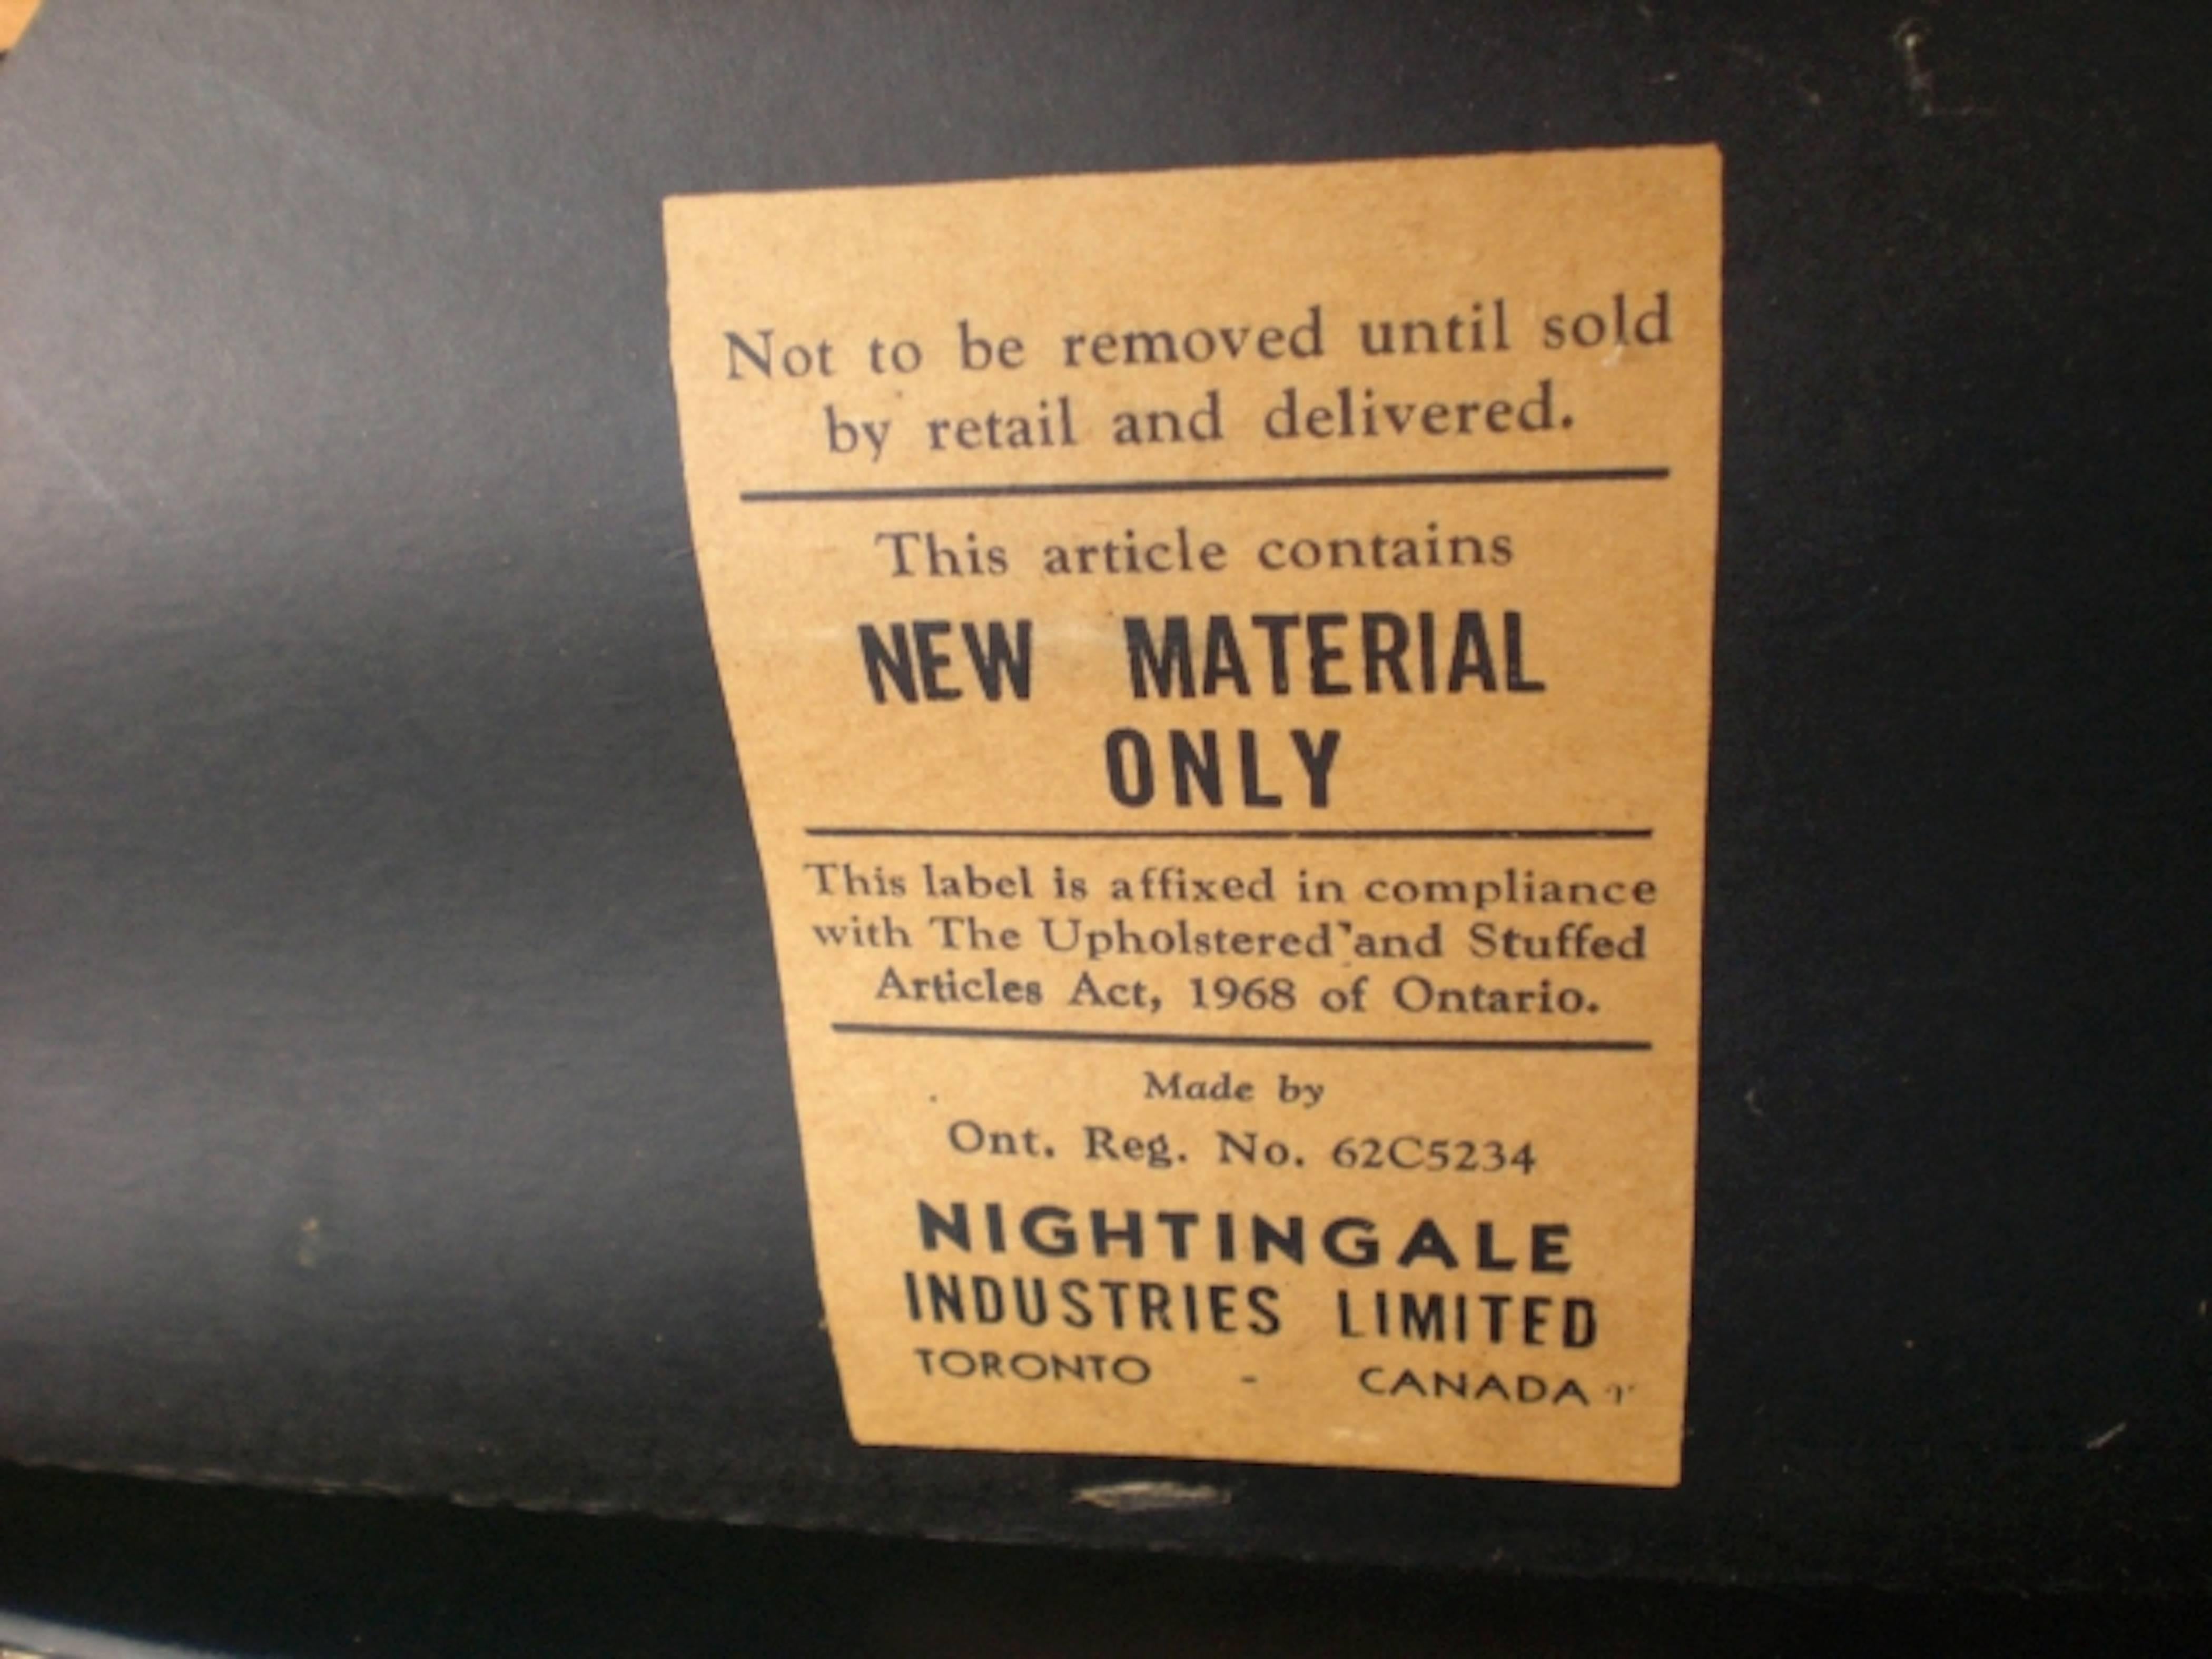 Not to be removed until sold
by retail and delivered.
This article contains
NEW MATERIAL
ONLY
This label is affixed in compliance
with The Upholstered and Stuffed
Articles Act, 1968 of Ontario.
Made by
Ont. Reg. No. 62C5234
NIGHTINGALE
INDUSTRIES LIMITED
TORONTO - CANADA